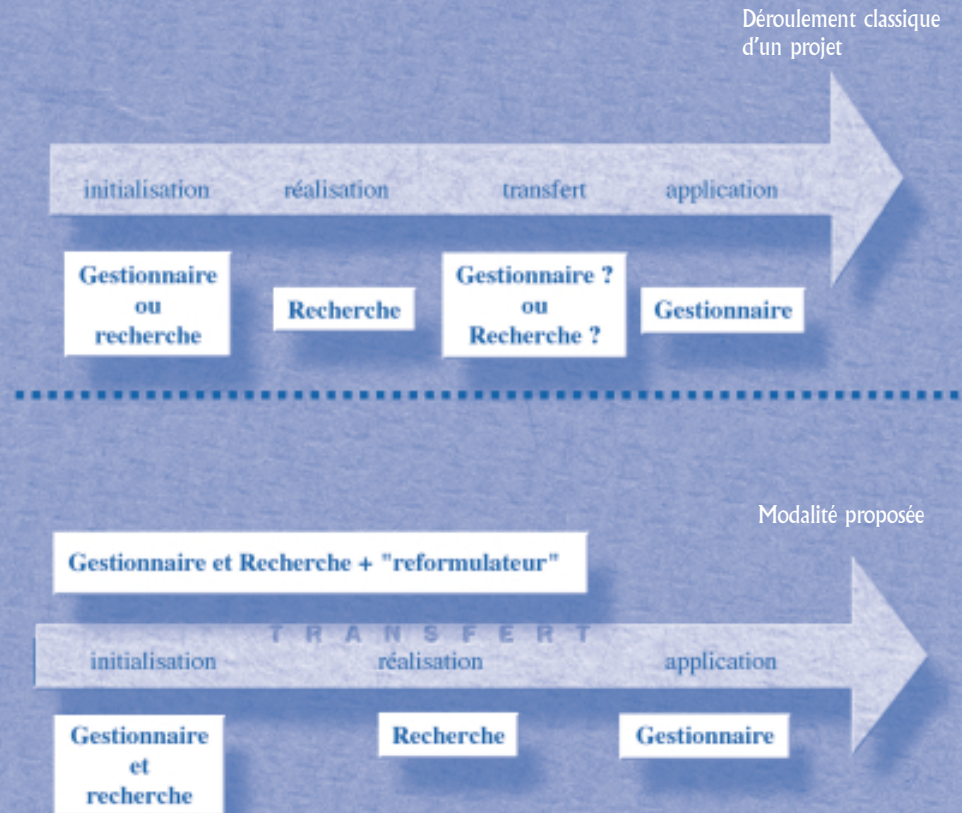 Déroulement classique
d'un projet
initialisation
réalisation
transfert
application
Gestionnaire
ou
recherche
Recherche
Gestionnaire ?
ou
Recherche ?
Gestionnaire
Modalité proposée
Gestionnaire et Recherche + "reformulateur"
TRANSFERT
initialisation
réalisation
application
Gestionnaire
et
recherche
Recherche
Gestionnaire